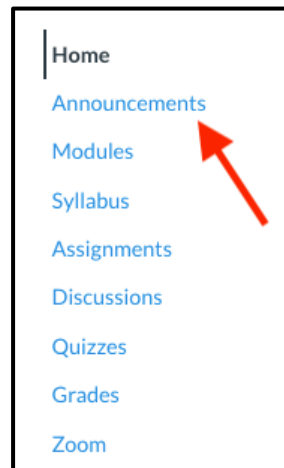 Home
Announcements
Modules
Syllabus
Assignments
Discussions
Quizzes
Grades
Zoom